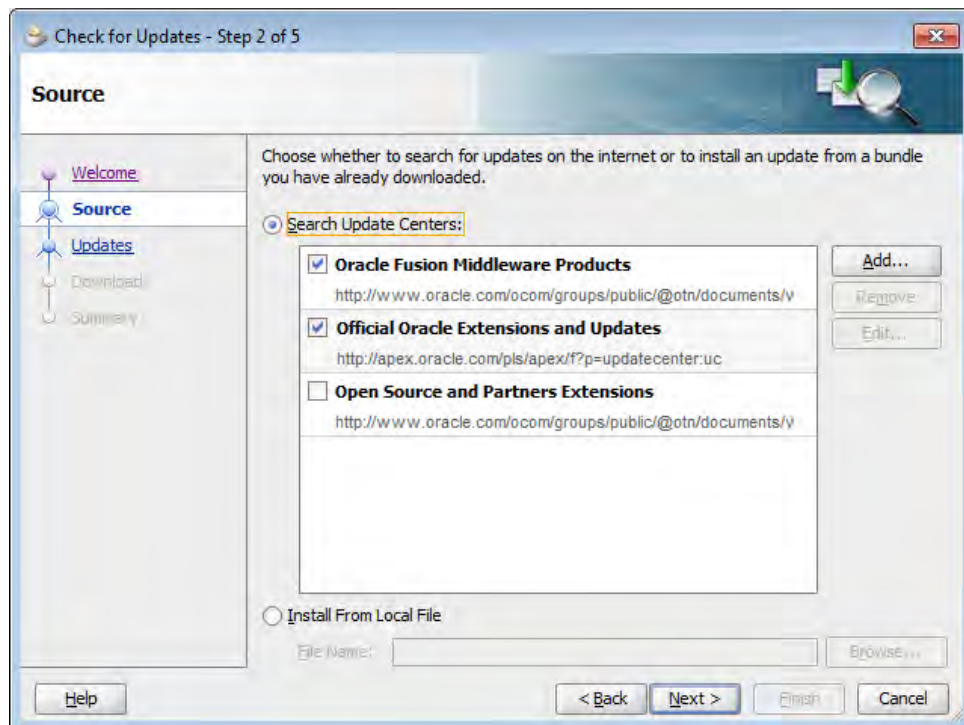 Check for Updates - Step 2 of 5
Source
Welcome
Source
Updates
Download
Summary
Choose whether to search for updates on the internet or to install an update from a bundle
you have already downloaded.
Search Update Centers:
Oracle Fusion Middleware Products
http://www.oracle.com/ocom/groups/public/@otn/documents/v
Official Oracle Extensions and Updates
http://apex.oracle.com/pls/apex/f?p=updatecenter:uc
Open Source and Partners Extensions
http://www.oracle.com/ocom/groups/public/@otn/documents/v
Add...
Remove
Edit...
Install From Local File
File Name:
Browse...
Help
< Back
Next >
Finish
Cancel